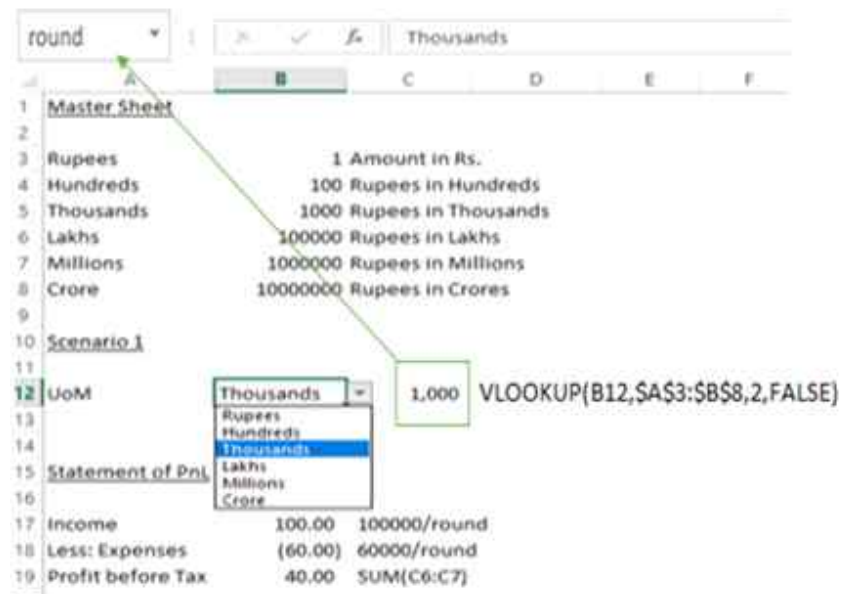 round fx Thousands
A B C D E F
1 Master Sheet
2
3 Rupees 1 Amount in Rs.
4 Hundreds 100 Rupees in Hundreds
5 Thousands 1000 Rupees in Thousands
6 Lakhs 100000 Rupees in Lakhs
7 Millions 1000000 Rupees in Millions
8 Crore 10000000 Rupees in Crores
9
10 Scenario 1
11
12 UoM Thousands 1,000 VLOOKUP(B12,$A$3:$B$8,2,FALSE)
Rupees
13 Hundreds
14 Thousands
15 Statement of PnL Lakhs
Millions
16 Crore
17 Income 100.00 100000/round
18 Less: Expenses (60.00) 60000/round
19 Profit before Tax 40.00 SUM(C6:C7)